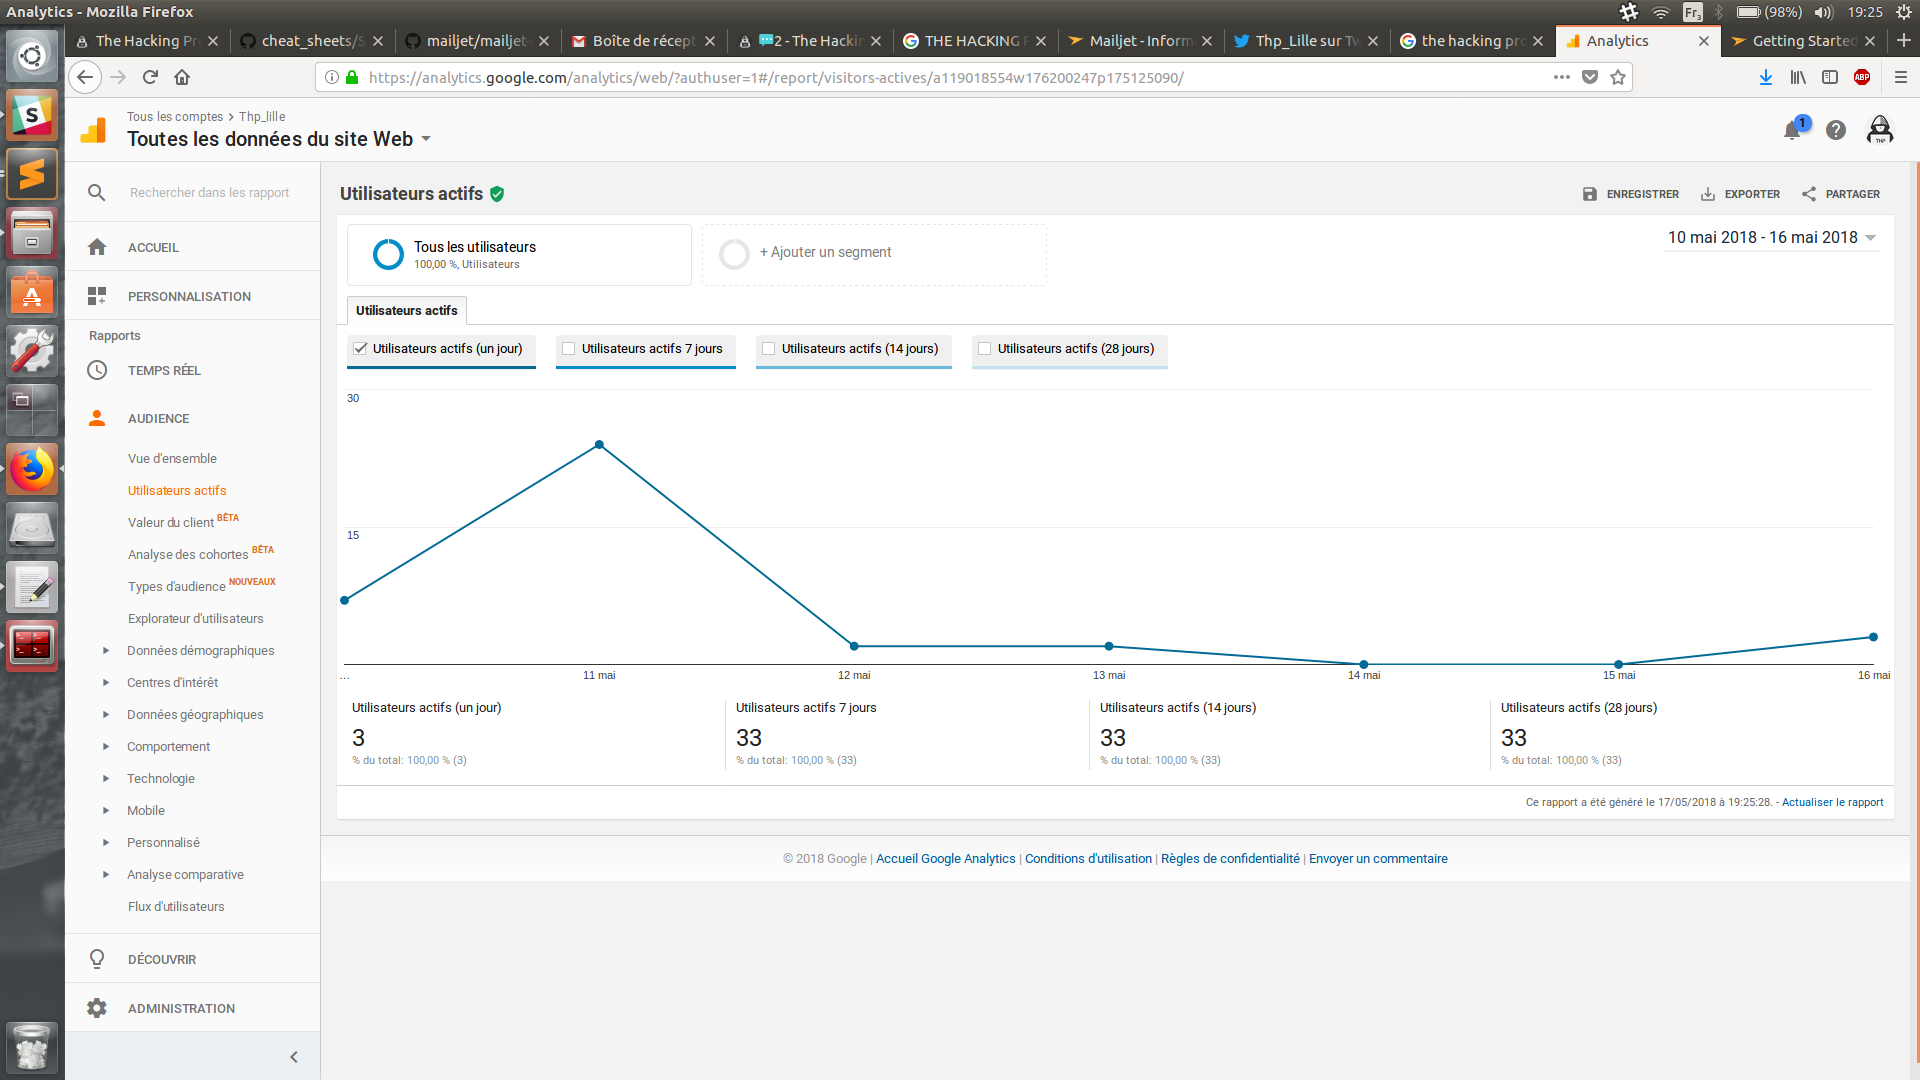 Analytics - Mozilla Firefox
Fr3 (98%) 19:25
The Hacking Pr
cheat_sheets/S
mailjet/mailjet-
Boîte de récept
2 - The Hackin
THE HACKING P
Mailjet - Inform
Thp_Lille sur Tw
the hacking pro
Analytics
Getting Started
https://analytics.google.com/analytics/web/?authuser=1#/report/visitors-actives/a119018554w176200247p175125090/
ABP
Tous les comptes > Thp_lille
Toutes les données du site Web
1
THP
Rechercher dans les rapport
ACCUEIL
PERSONNALISATION
Rapports
TEMPS RÉEL
AUDIENCE
Vue d'ensemble
Utilisateurs actifs
Valeur du client BÊTA
Analyse des cohortes BÊTA
Types d'audience NOUVEAUX
Explorateur d'utilisateurs
Données démographiques
Centres d'intérêt
Données géographiques
Comportement
Technologie
Mobile
Personnalisé
Analyse comparative
Flux d'utilisateurs
DÉCOUVRIR
ADMINISTRATION
Utilisateurs actifs
ENREGISTRER
EXPORTER
PARTAGER
Tous les utilisateurs
100,00 %, Utilisateurs
+ Ajouter un segment
10 mai 2018 - 16 mai 2018
Utilisateurs actifs
Utilisateurs actifs (un jour)
Utilisateurs actifs 7 jours
Utilisateurs actifs (14 jours)
Utilisateurs actifs (28 jours)
30
15
...
11 mai
12 mai
13 mai
14 mai
15 mai
16 mai
Utilisateurs actifs (un jour)
3
% du total: 100,00 % (3)
Utilisateurs actifs 7 jours
33
% du total: 100,00 % (33)
Utilisateurs actifs (14 jours)
33
% du total: 100,00 % (33)
Utilisateurs actifs (28 jours)
33
% du total: 100,00 % (33)
Ce rapport a été généré le 17/05/2018 à 19:25:28. - Actualiser le rapport
© 2018 Google | Accueil Google Analytics | Conditions d'utilisation | Règles de confidentialité | Envoyer un commentaire